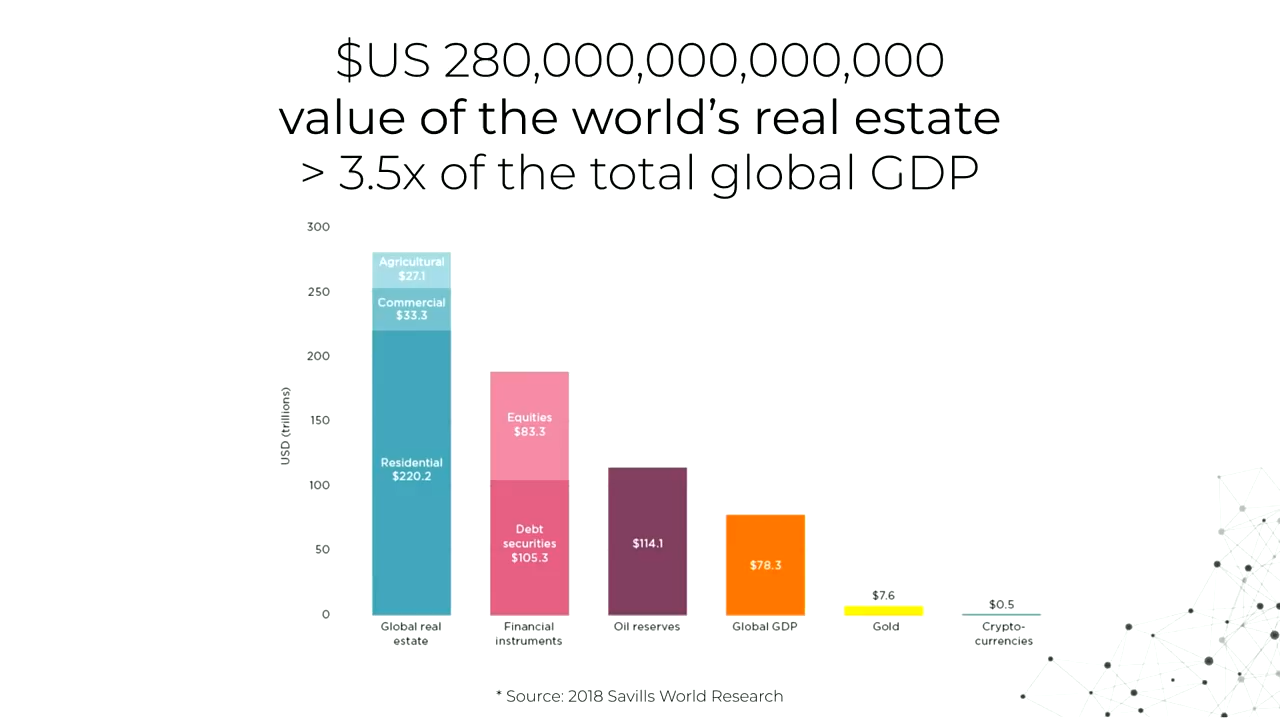 $US 280,000,000,000,000
value of the world’s real estate
> 3.5x of the total global GDP
USD (trillions)
300
250
200
150
100
50
0
Agricultural
$27.1
Commercial
$33.3
Residential
$220.2
Equities
$83.3
Debt
securities
$105.3
$114.1
$78.3
$7.6
$0.5
Global real
estate
Financial
instruments
Oil reserves
Global GDP
Gold
Crypto-
currencies
* Source: 2018 Savills World Research